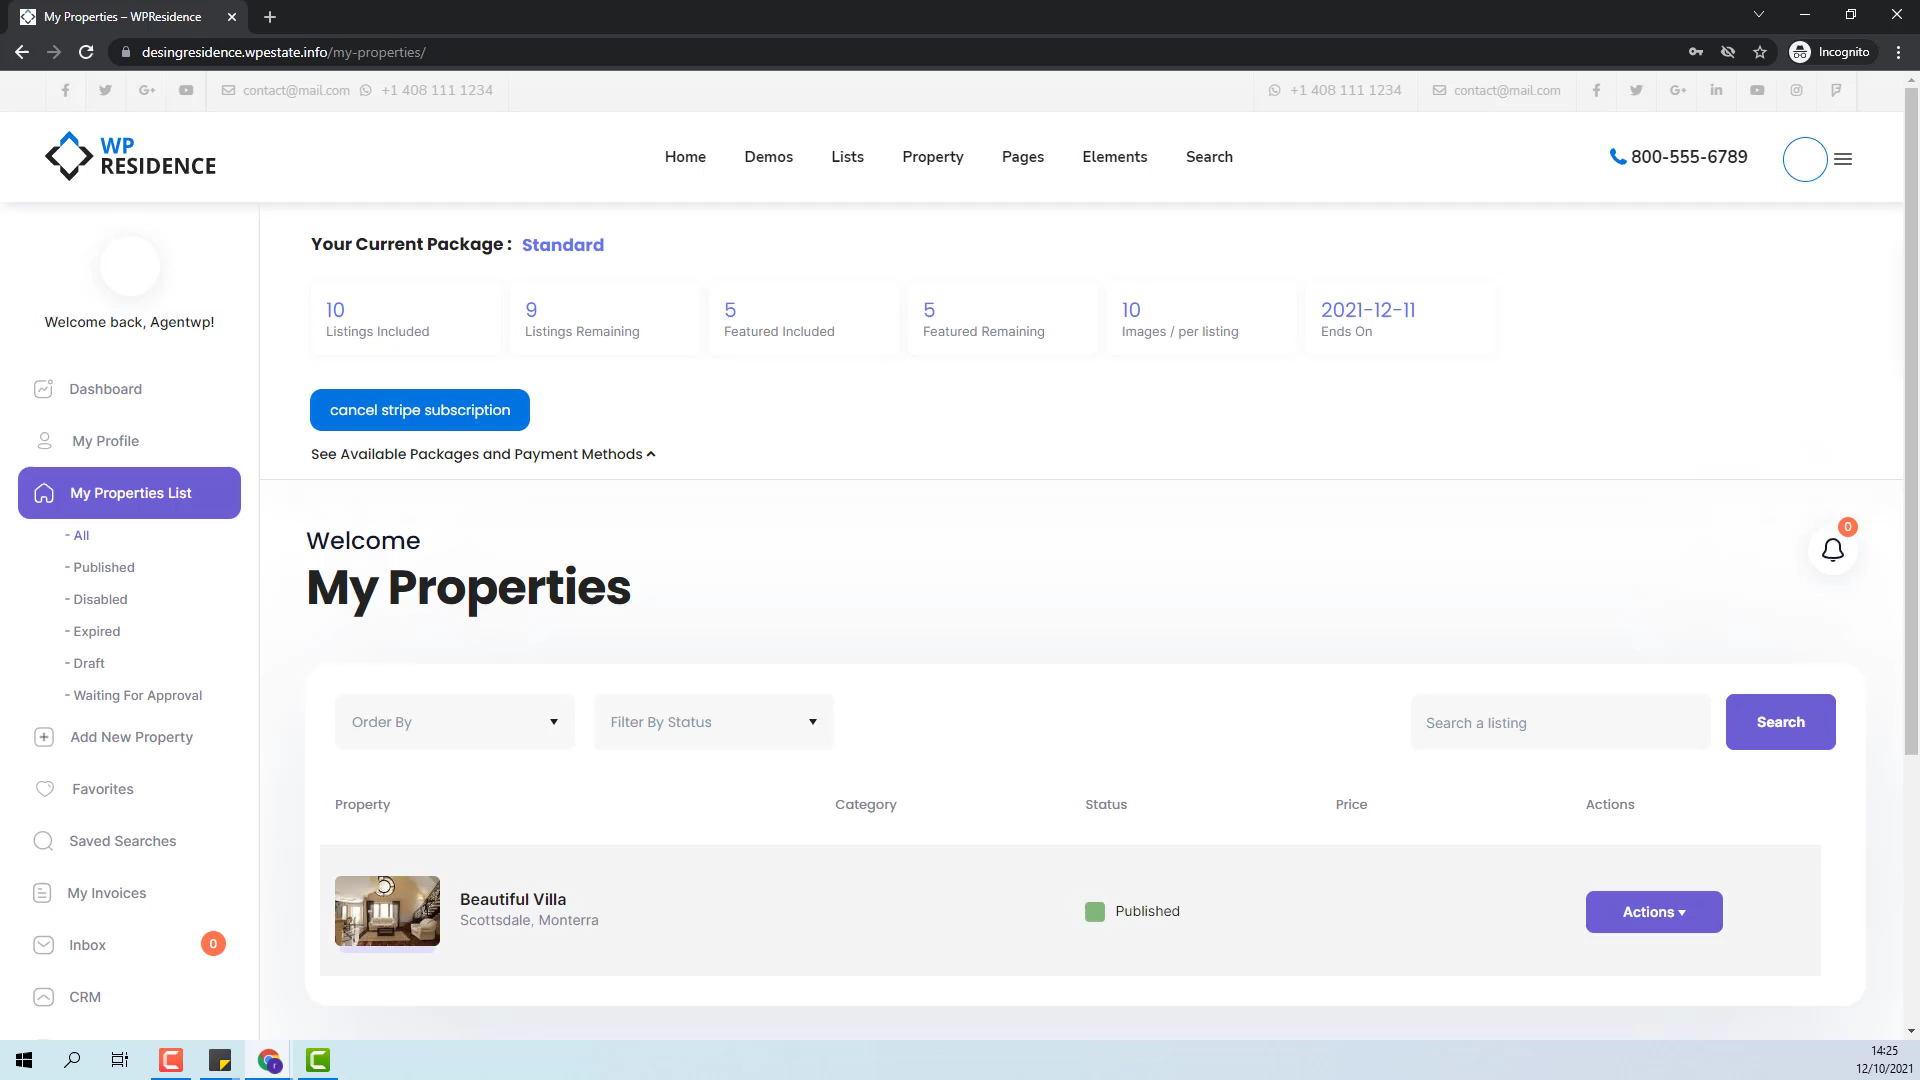 My Properties – WPResidence
desingresidence.wpestate.info/my-properties/
Incognito
contact@mail.com +1 408 111 1234
+1 408 111 1234 contact@mail.com
WP
RESIDENCE
Home Demos Lists Property Pages Elements Search
800-555-6789
Welcome back, Agentwp!
Dashboard
My Profile
My Properties List
- All
- Published
- Disabled
- Expired
- Draft
- Waiting For Approval
Add New Property
Favorites
Saved Searches
My Invoices
Inbox 0
CRM
Your Current Package : Standard
10
Listings Included
9
Listings Remaining
5
Featured Included
5
Featured Remaining
10
Images / per listing
2021-12-11
Ends On
cancel stripe subscription
See Available Packages and Payment Methods
Welcome
My Properties
0
Order By
Filter By Status
Search a listing
Search
Property Category Status Price Actions
Beautiful Villa
Scottsdale, Monterra
Published
Actions
14:25
12/10/2021